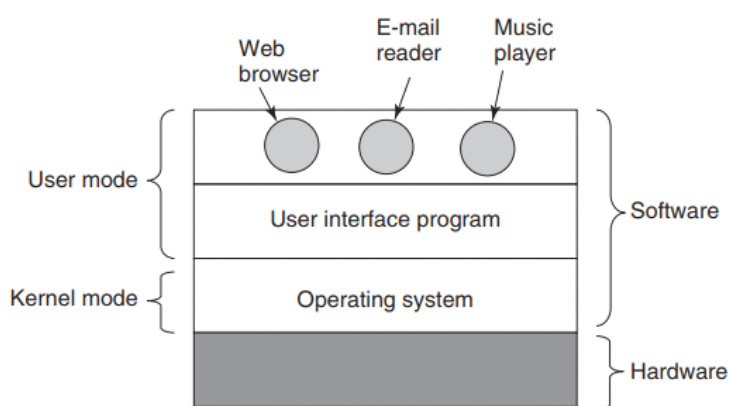 Web
browser
E-mail
reader
Music
player
User mode
User interface program
Software
Kernel mode
Operating system
Hardware